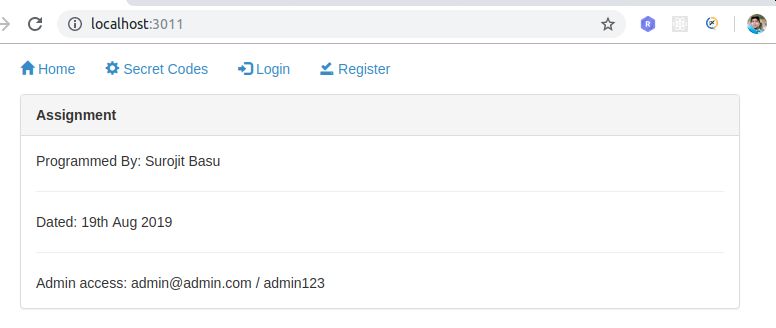 localhost:3011
Home Secret Codes Login Register
Assignment
Programmed By: Surojit Basu
Dated: 19th Aug 2019
Admin access: admin@admin.com / admin123